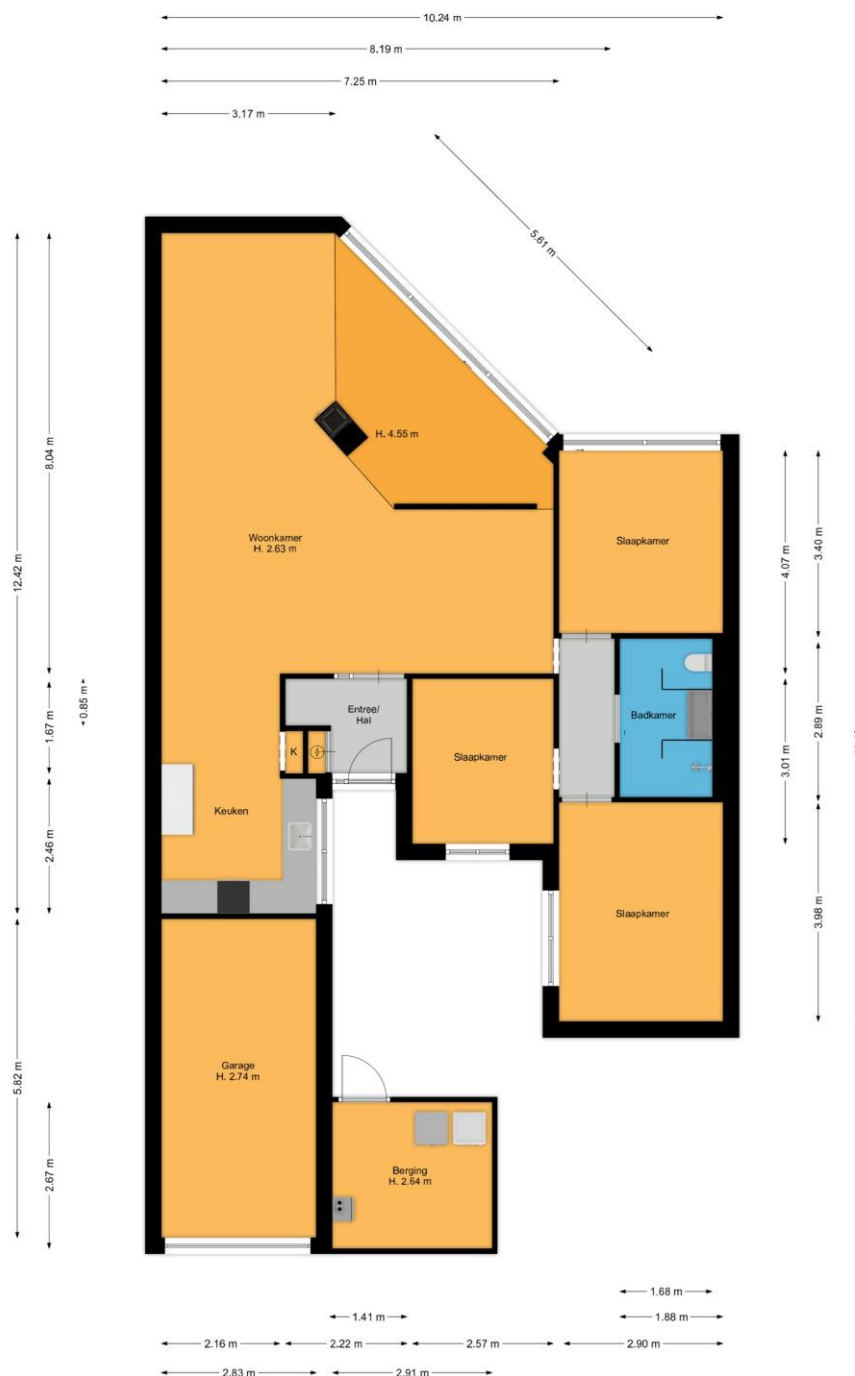 10.24 m
8.19 m
7.25 m
3.17 m
5.61 m
8.04 m
12.42 m
H. 4.55 m
Woonkamer
H. 2.63 m
Slaapkamer
4.07 m
3.40 m
0.85 m
1.67 m
Entree/
Hal
K
Slaapkamer
Badkamer
2.89 m
3.01 m
Keuken
2.46 m
Slaapkamer
3.98 m
Garage
H. 2.74 m
5.82 m
2.67 m
Berging
H. 2.64 m
1.68 m
1.41 m
1.88 m
2.16 m
2.22 m
2.57 m
2.90 m
2.83 m
2.91 m